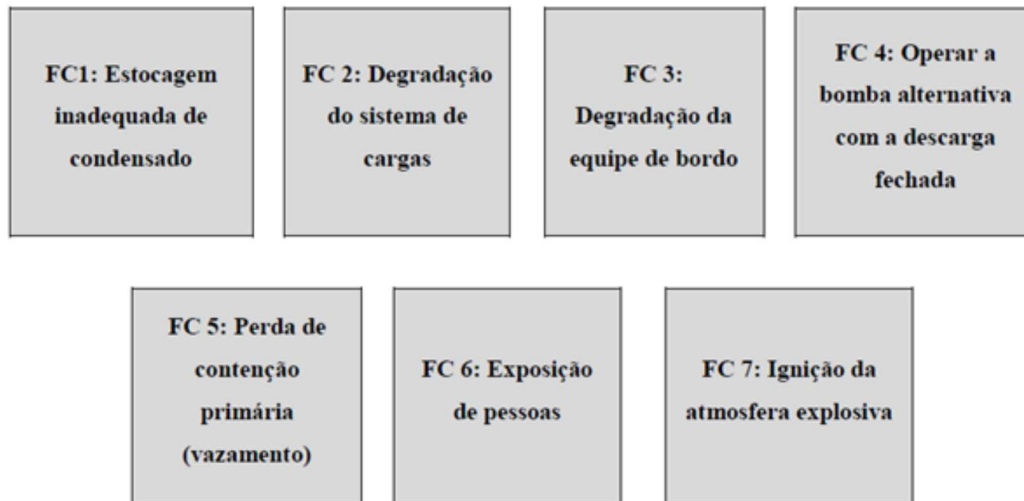 FC1: Estocagem
inadequada de
condensado
FC 2: Degradação
do sistema de
cargas
FC 3:
Degradação da
equipe de bordo
FC 4: Operar a
bomba alternativa
com a descarga
fechada
FC 5: Perda de
contenção
primária
(vazamento)
FC 6: Exposição
de pessoas
FC 7: Ignição da
atmosfera explosiva